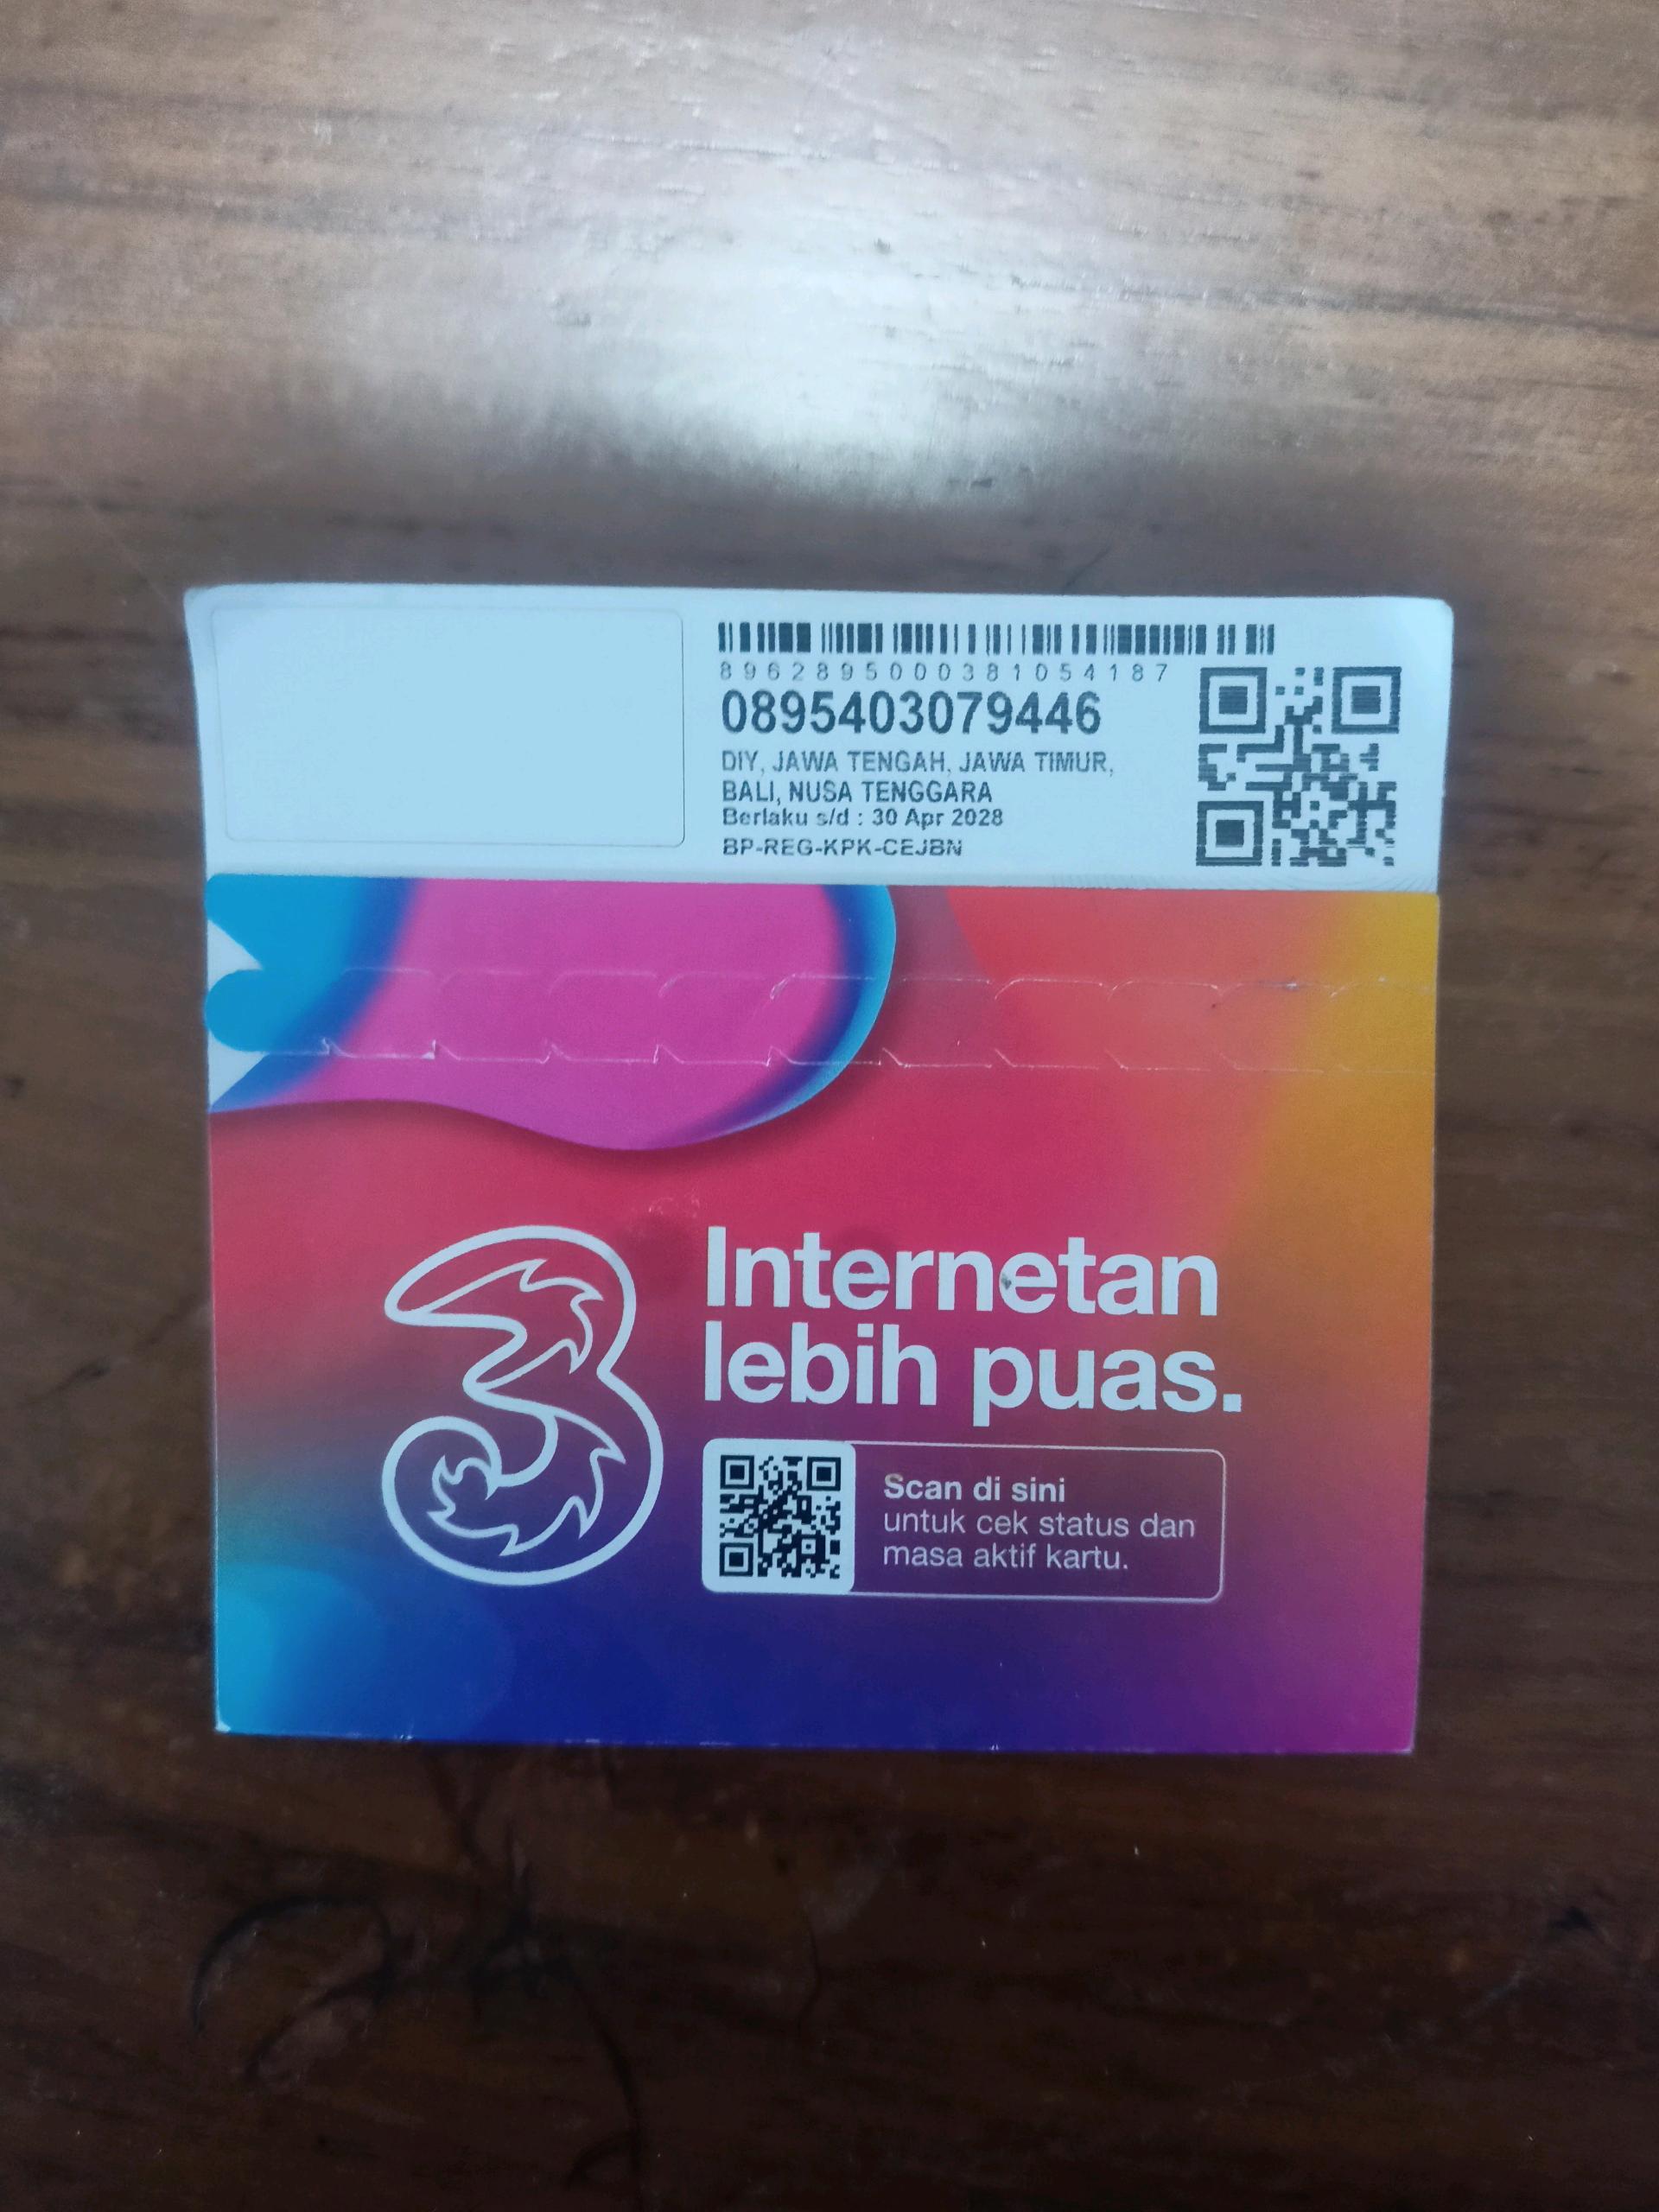 8962895000381054187
0895403079446
DIY, JAWA TENGAH, JAWA TIMUR,
BALI, NUSA TENGGARA
Berlaku s/d : 30 Apr 2028
BP-REG-KPK-CEJBN
3
Internetan
lebih puas.
Scan di sini
untuk cek status dan
masa aktif kartu.